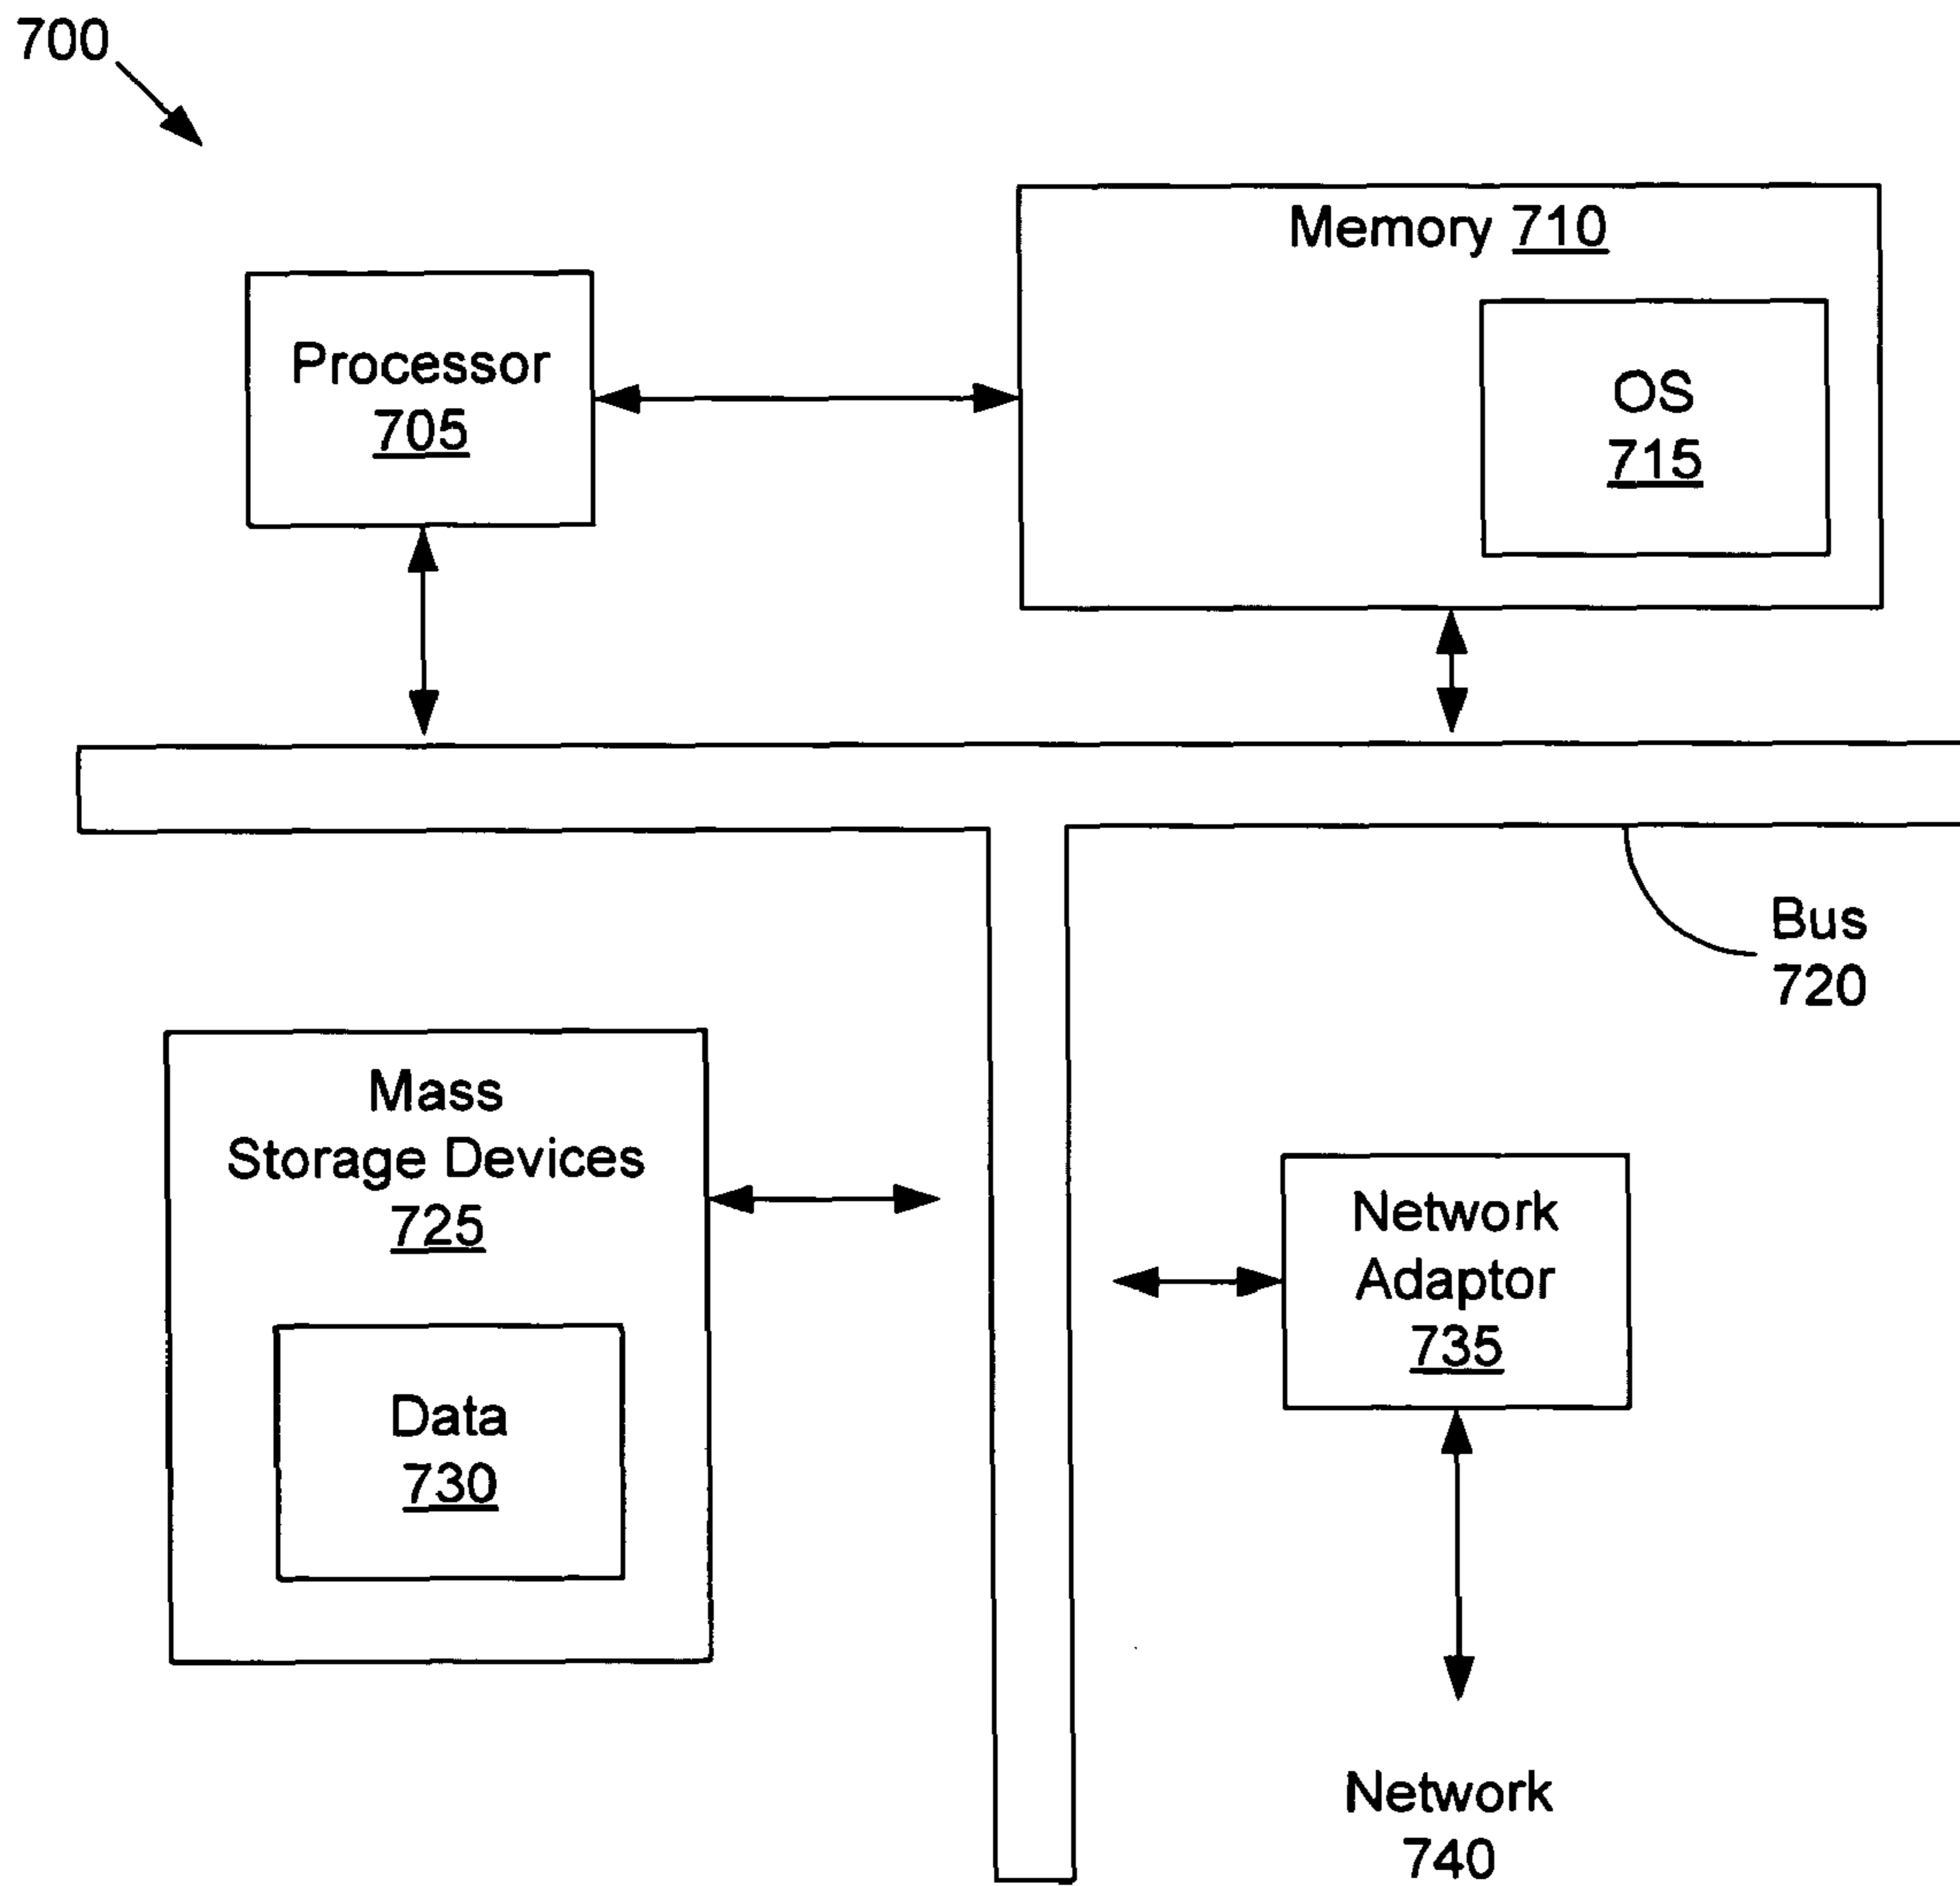 700
Memory 710
Processor
705
OS
715
Bus
720
Mass
Storage Devices
725
Network
Adaptor
735
Data
730
Network
740